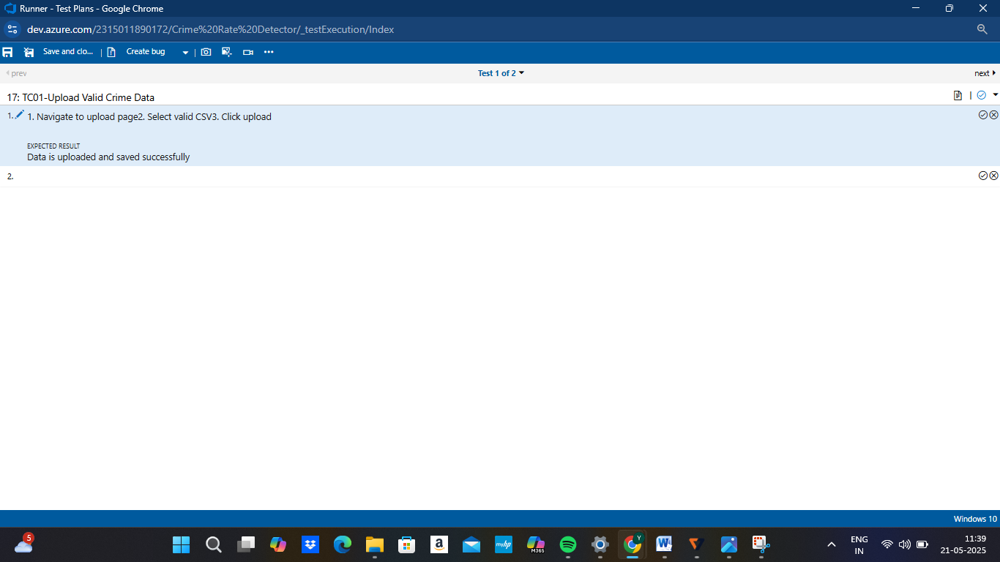 Runner - Test Plans - Google Chrome
dev.azure.com/2315011890172/Crime%20Rate%20Detector/_testExecution/Index
Save and clo... Create bug
prev Test 1 of 2 next
17: TC01-Upload Valid Crime Data
1. 1. Navigate to upload page2. Select valid CSV3. Click upload
EXPECTED RESULT
Data is uploaded and saved successfully
2.
Windows 10
5
a
myhp
M365
Y
W
ENG
IN
11:39
21-05-2025